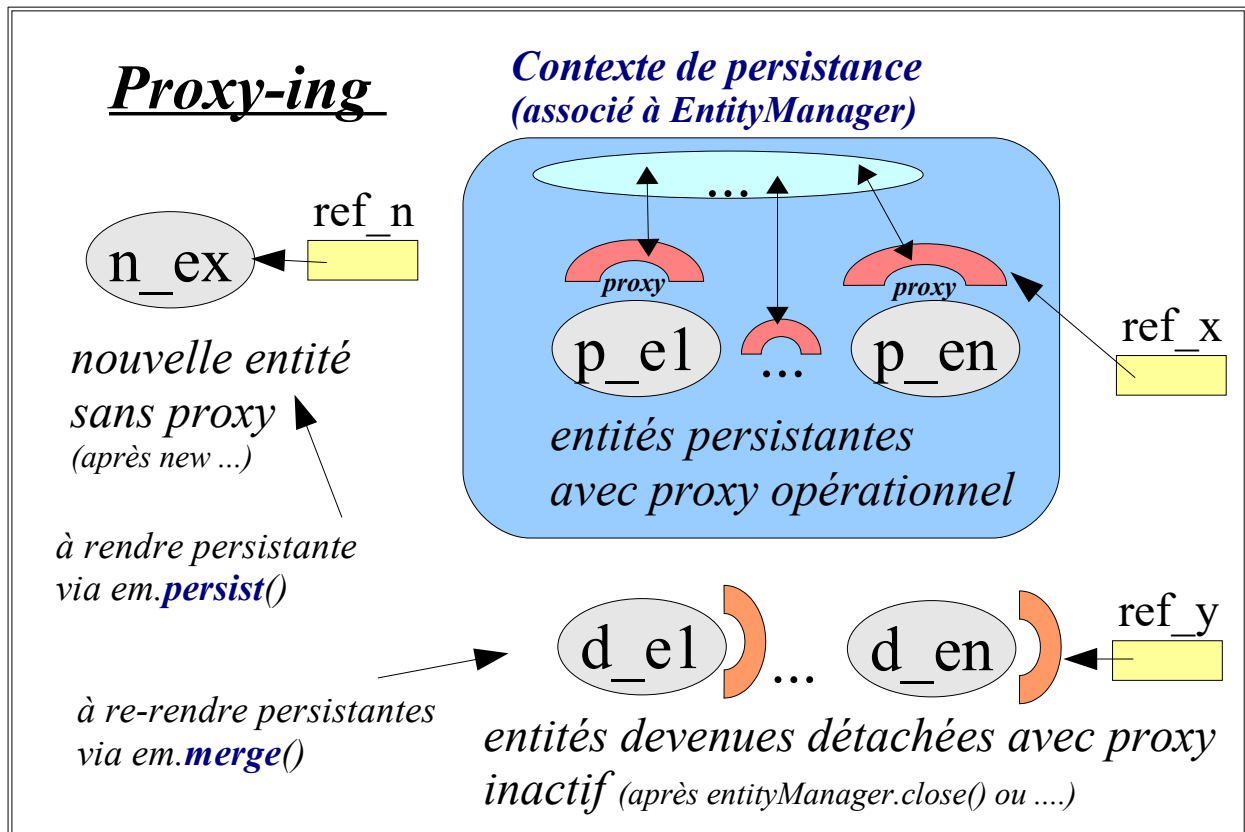 Proxy-ing
Contexte de persistance
(associé à EntityManager)
...
ref_n
n_ex
proxy
proxy
p_e1
...
p_en
ref_x
nouvelle entité
sans proxy
(après new ...)
entités persistantes
avec proxy opérationnel
à rendre persistante
via em.persist()
d_e1
...
d_en
ref_y
à re-rendre persistantes
via em.merge()
entités devenues détachées avec proxy
inactif (après entityManager.close() ou ....)